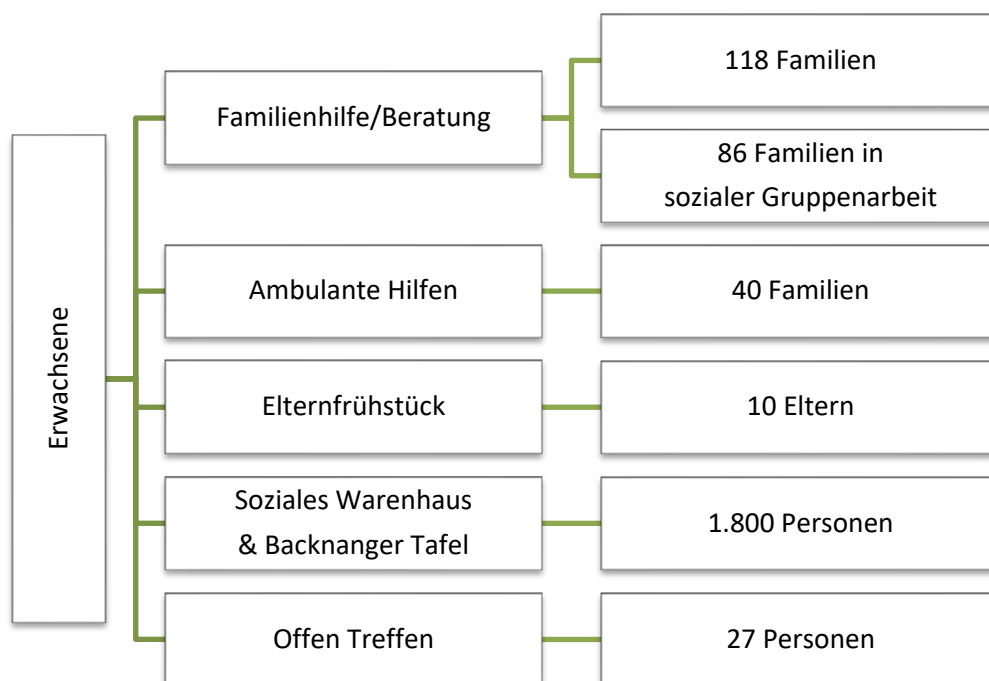 Erwachsene
Familienhilfe/Beratung
118 Familien
86 Familien in
sozialer Gruppenarbeit
Ambulante Hilfen
40 Familien
Elternfrühstück
10 Eltern
Soziales Warenhaus
& Backnanger Tafel
1.800 Personen
Offen Treffen
27 Personen